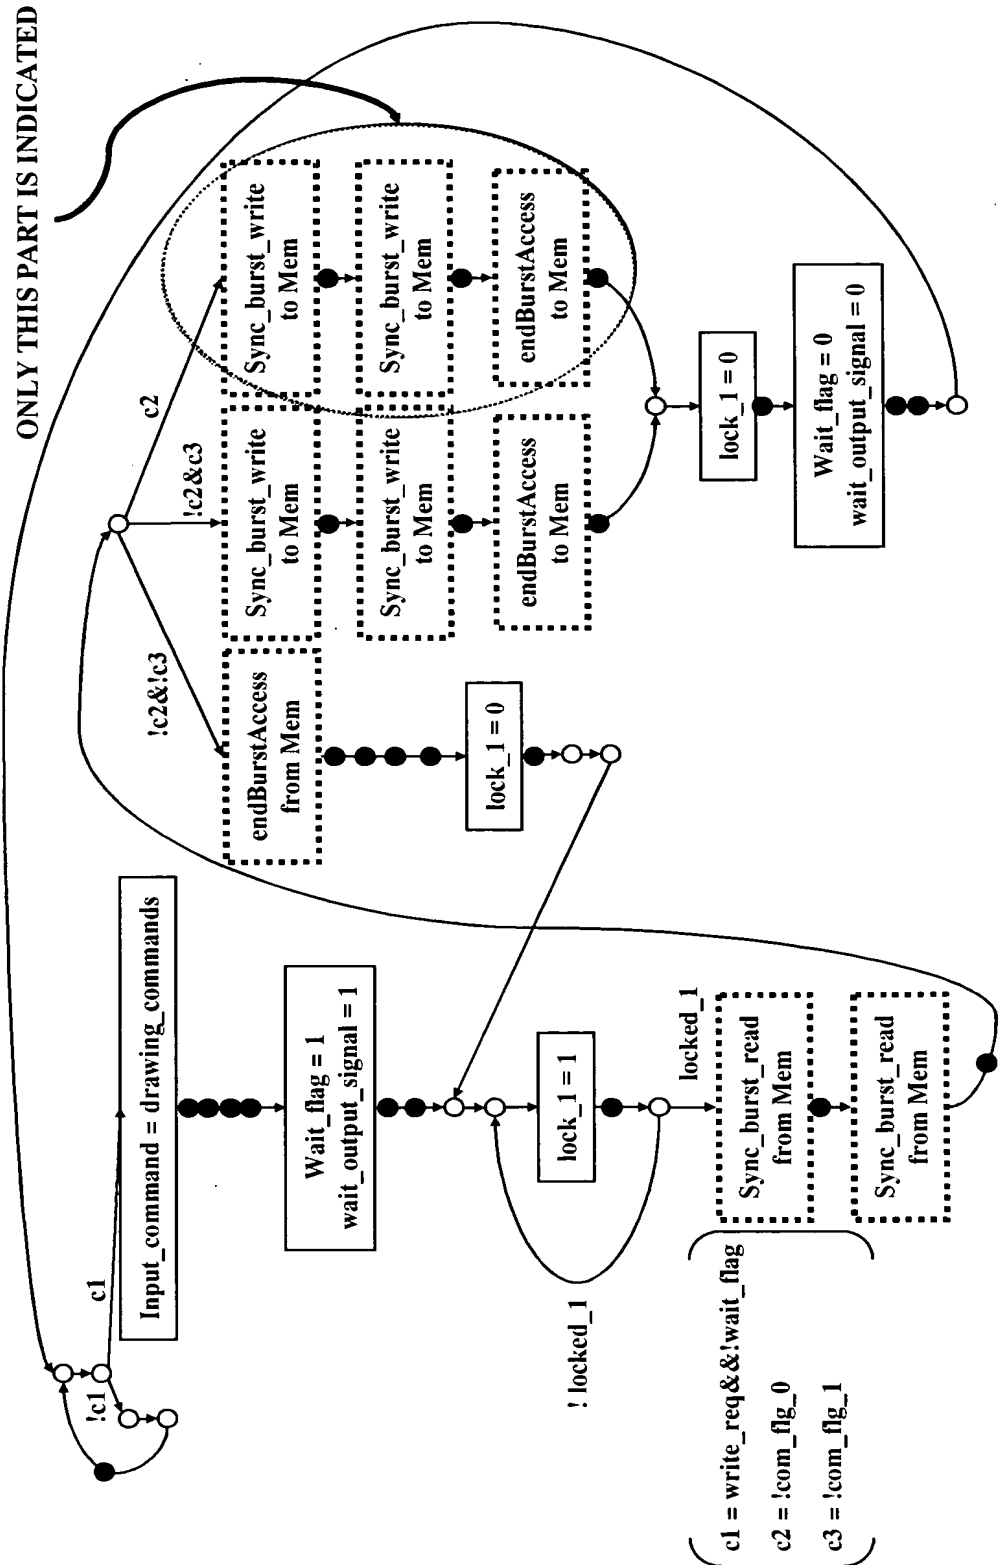 ONLY THIS PART IS INDICATED
c1
!c1
Input_command = drawing_commands
Wait_flag = 1
wait_output_signal = 1
lock_1 = 1
! locked_1
locked_1
Sync_burst_read
from Mem
Sync_burst_read
from Mem
c1 = write_req&&!wait_flag
c2 = !com_flg_0
c3 = !com_flg_1
!c2&!c3
!c2&c3
c2
endBurstAccess
from Mem
lock_1 = 0
Sync_burst_write
to Mem
Sync_burst_write
to Mem
endBurstAccess
to Mem
Sync_burst_write
to Mem
Sync_burst_write
to Mem
endBurstAccess
to Mem
lock_1 = 0
Wait_flag = 0
wait_output_signal = 0